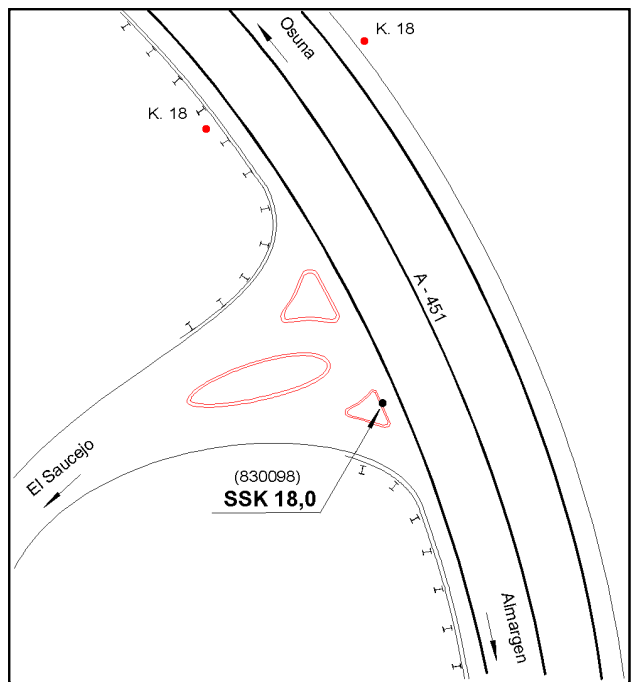 Osuna
K. 18
K. 18
A - 451
El Saucejo
(830098)
SSK 18,0
Almargen